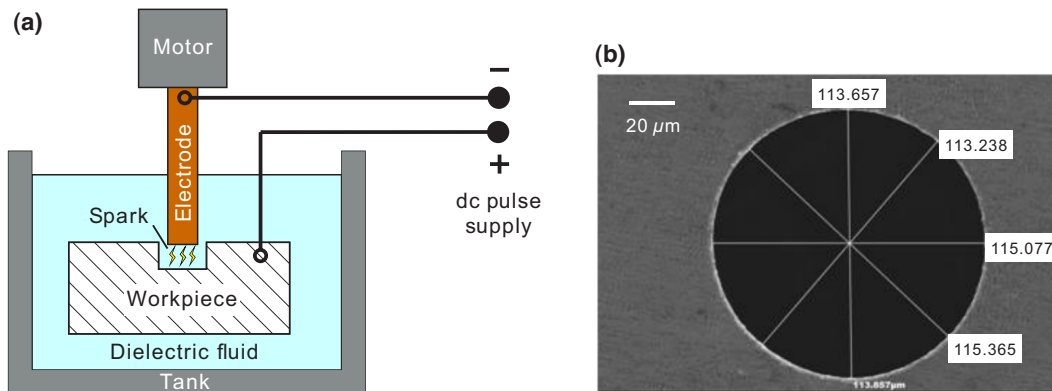 (a)
Motor
Electrode
−
+
dc pulse
supply
Spark
Workpiece
Dielectric fluid
Tank
(b)
20 µm
113.657
113.238
115.077
115.365
113.657µm